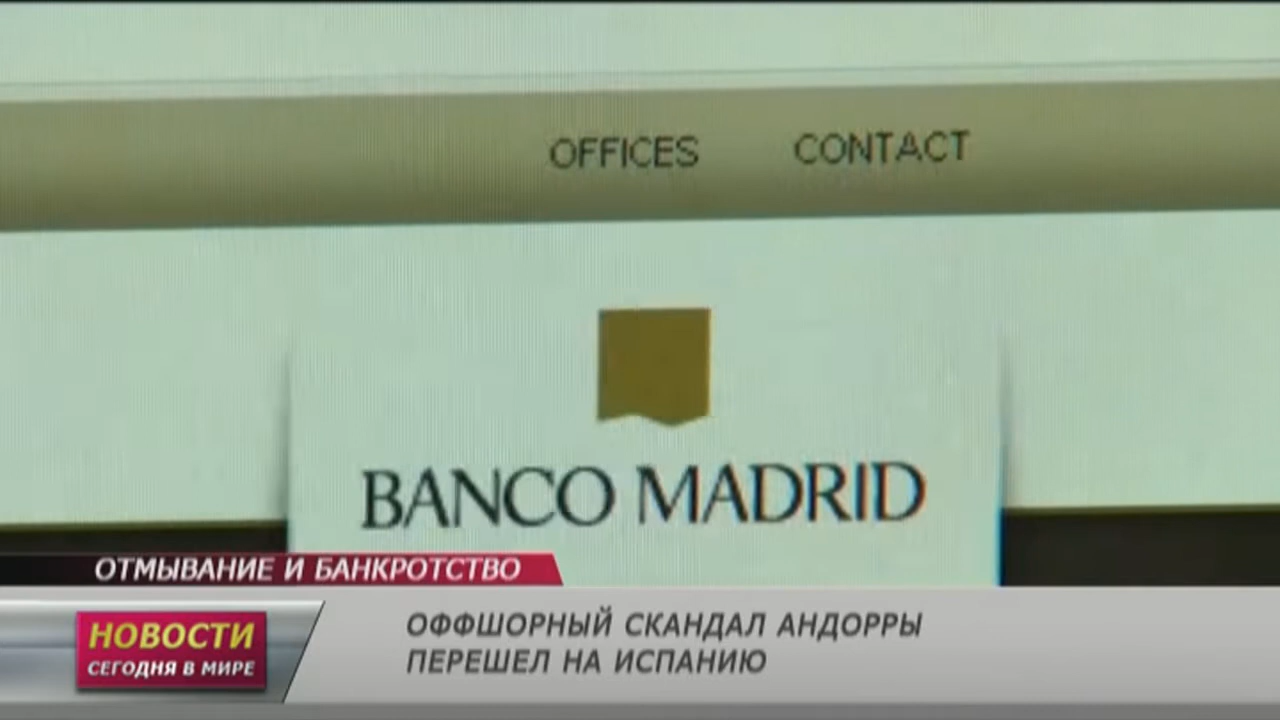 OFFICES CONTACT
BANCO MADRID
ОТМЫВАНИЕ И БАНКРОТСТВО
НОВОСТИ
СЕГОДНЯ В МИРЕ
ОФФШОРНЫЙ СКАНДАЛ АНДОРРЫ
ПЕРЕШЕЛ НА ИСПАНИЮ